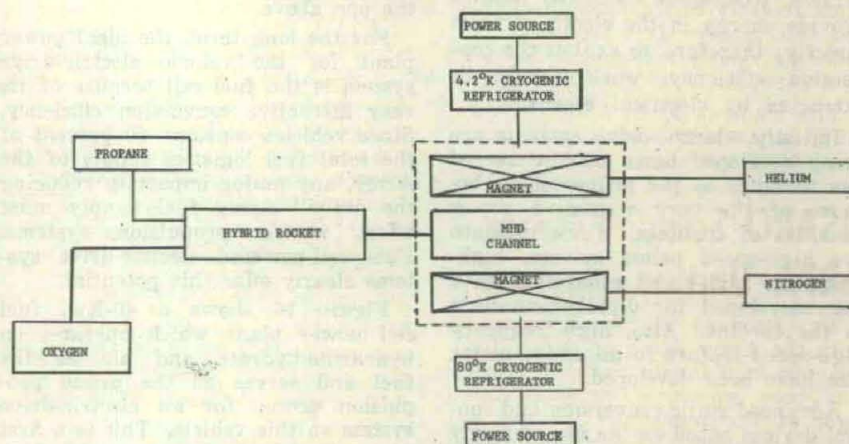 POWER SOURCE
4.2°K CRYOGENIC
REFRIGERATOR
PROPANE
MAGNET
HELIUM
HYBRID ROCKET
MHD
CHANNEL
MAGNET
NITROGEN
OXYGEN
80°K CRYOGENIC
REFRIGERATOR
POWER SOURCE